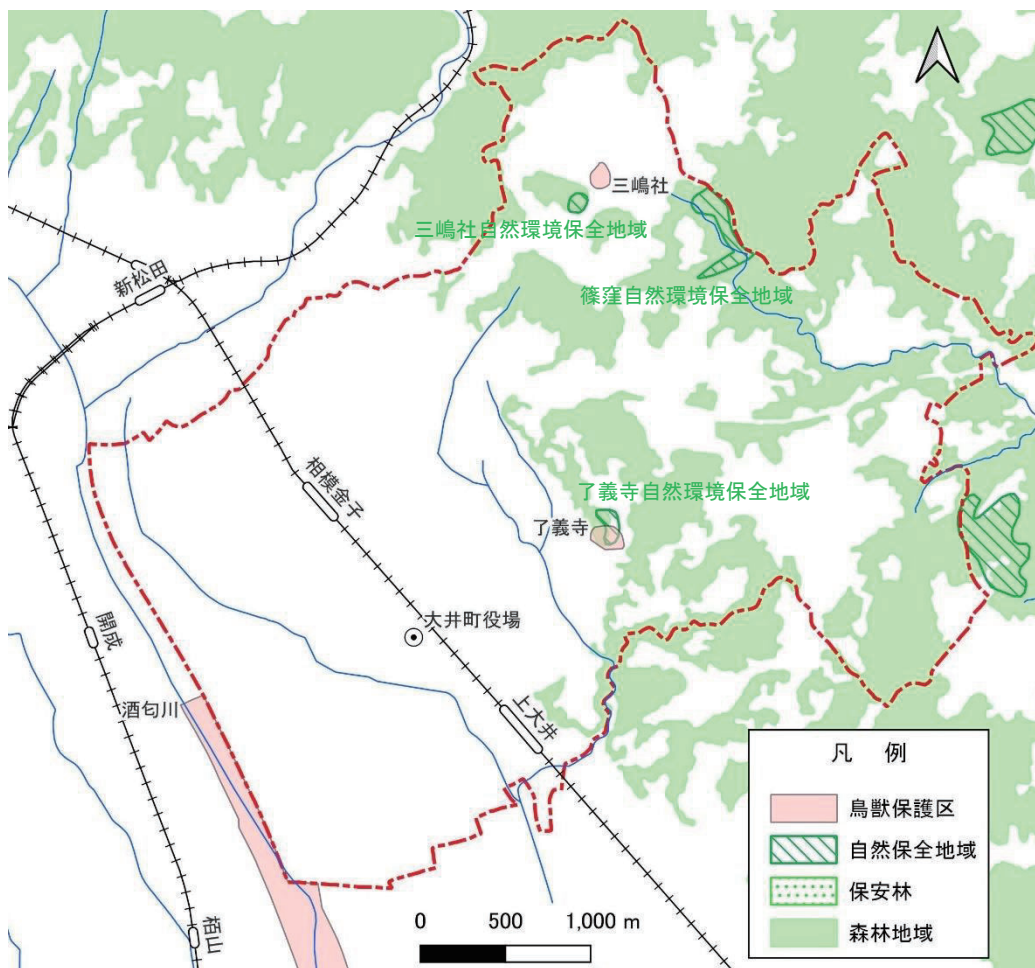 三嶋社
三嶋社自然環境保全地域
新松田
篠窪自然環境保全地域
相模金子
了義寺自然環境保全地域
了義寺
開成
大井町役場
酒匂川
上大井
栢山
凡 例
鳥獣保護区
自然保全地域
保安林
森林地域
0 500 1,000 m